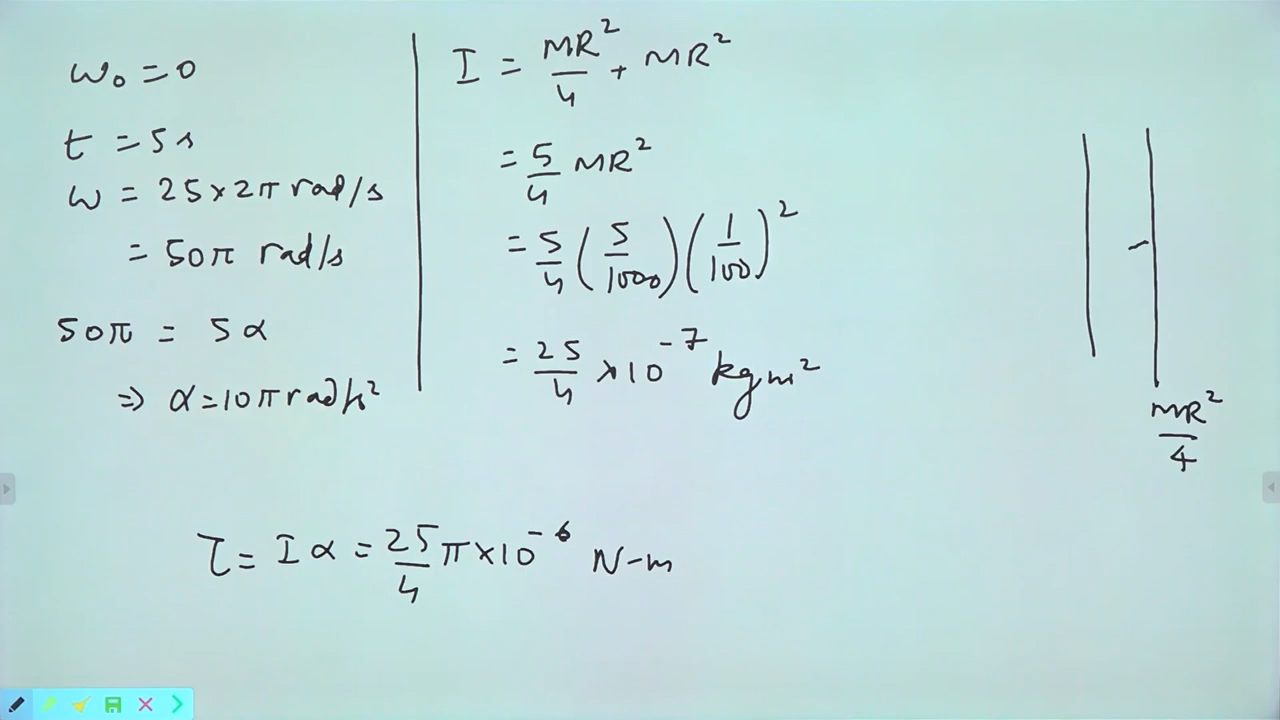 ω₀ = 0
t = 5 s
ω = 25 × 2π rad/s
= 50π rad/s
50π = 5α
⇒ α = 10π rad/s²
I = MR²/4 + MR²
= 5/4 MR²
= 5/4 (5/1000) (1/100)²
= 25/4 × 10⁻⁷ kg m²
MR²/4
τ = I α = 25/4 π × 10⁻⁶ N-m